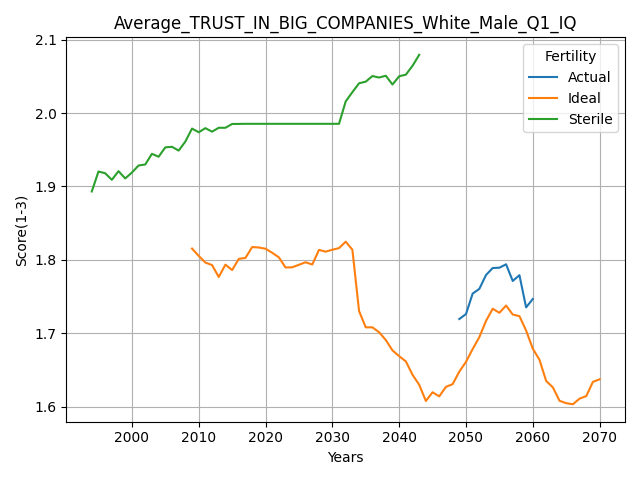 Average_TRUST_IN_BIG_COMPANIES_White_Male_Q1_IQ
Fertility
Actual
Ideal
Sterile
Score(1-3)
2.1
2.0
1.9
1.8
1.7
1.6
2000 2010 2020 2030 2040 2050 2060 2070
Years